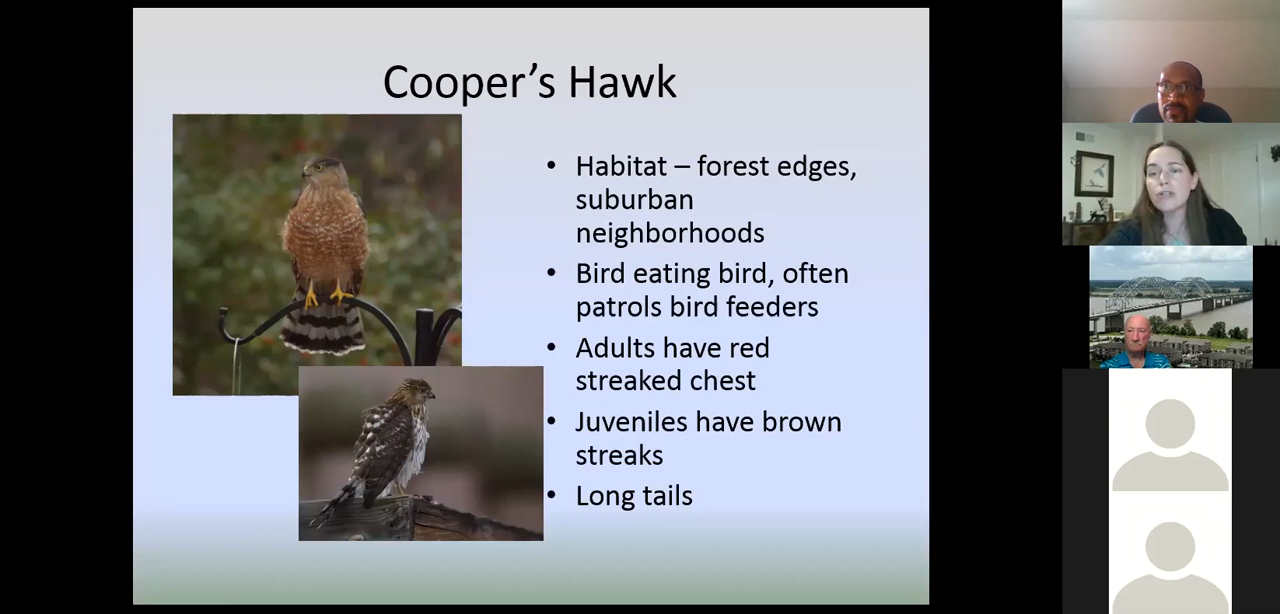 Cooper’s Hawk
• Habitat – forest edges,
suburban
neighborhoods
• Bird eating bird, often
patrols bird feeders
• Adults have red
streaked chest
• Juveniles have brown
streaks
• Long tails